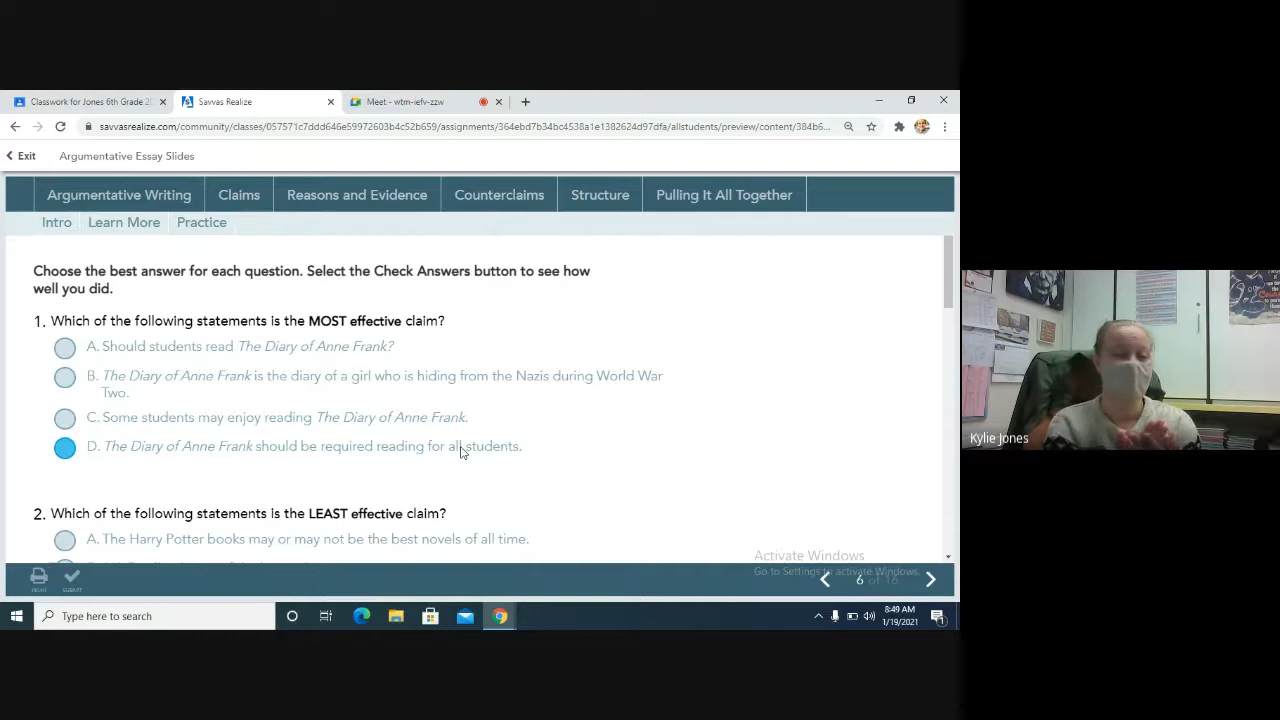 Classwork for Jones 6th Grade
Savvas Realize
Meet - wtm-iefv-zzw
savvasrealize.com/community/classes/057571c7ddd646e59972603b4c52b659/assignments/364ebd7b34bc4538a1e1382624d97dfa/allstudents/preview/content/384b6...
Exit
Argumentative Essay Slides
Argumentative Writing
Claims
Reasons and Evidence
Counterclaims
Structure
Pulling It All Together
Intro
Learn More
Practice
Choose the best answer for each question. Select the Check Answers button to see how
well you did.
1. Which of the following statements is the MOST effective claim?
A. Should students read The Diary of Anne Frank?
B. The Diary of Anne Frank is the diary of a girl who is hiding from the Nazis during World War
Two.
C. Some students may enjoy reading The Diary of Anne Frank.
D. The Diary of Anne Frank should be required reading for all students.
2. Which of the following statements is the LEAST effective claim?
A. The Harry Potter books may or may not be the best novels of all time.
Activate Windows
Go to Settings to activate Windows.
PRINT
SUBMIT
6 of 16
Type here to search
8:49 AM
1/19/2021
Kylie Jones